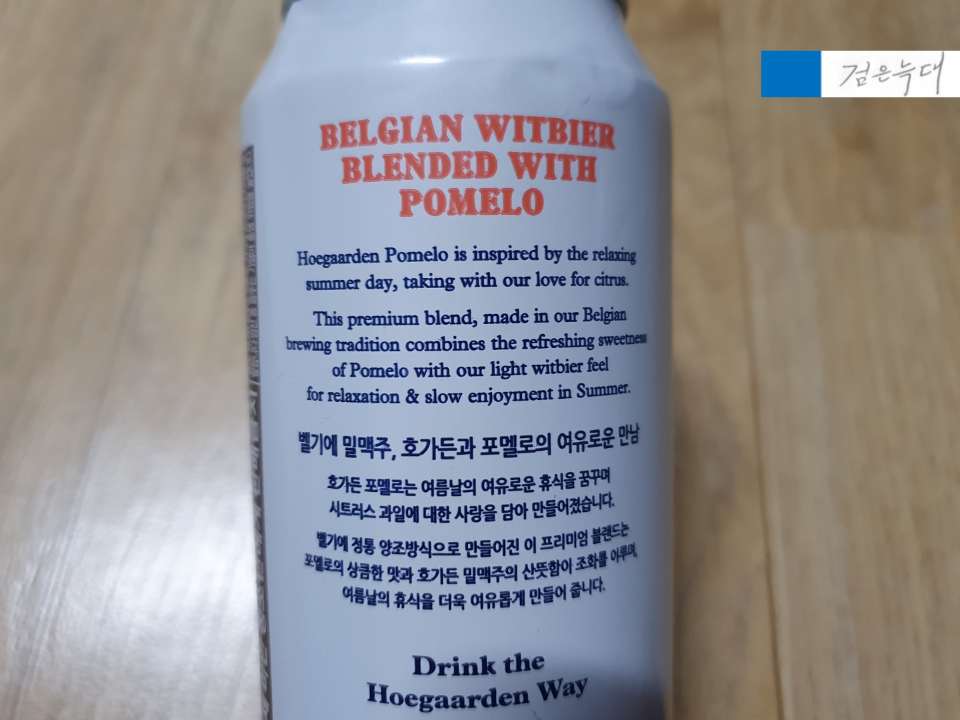 검은늑대
BELGIAN WITBIER
BLENDED WITH
POMELO
Hoegaarden Pomelo is inspired by the relaxing
summer day, taking with our love for citrus.
This premium blend, made in our Belgian
brewing tradition combines the refreshing sweetness
of Pomelo with our light witbier feel
for relaxation & slow enjoyment in Summer.
벨기에 밀맥주, 호가든과 포멜로의 여유로운 만남
호가든 포멜로는 여름날의 여유로운 휴식을 꿈꾸며
시트러스 과일에 대한 사랑을 담아 만들어졌습니다.
벨기에 정통 양조방식으로 만들어진 이 프리미엄 블렌드는
포멜로의 상큼한 맛과 호가든 밀맥주의 산뜻함이 조화를 이루며,
여름날의 휴식을 더욱 여유롭게 만들어 줍니다.
Drink the
Hoegaarden Way